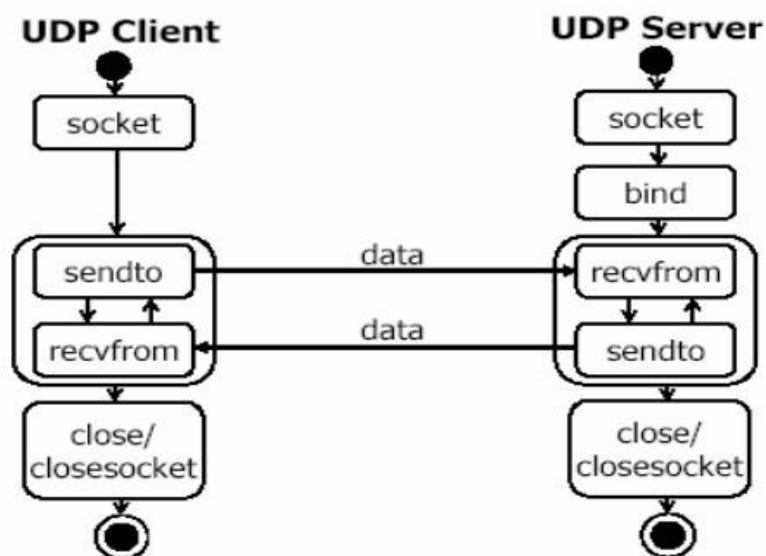 UDP Client
UDP Server
socket
socket
bind
sendto
data
recvfrom
recvfrom
data
sendto
close/
closesocket
close/
closesocket